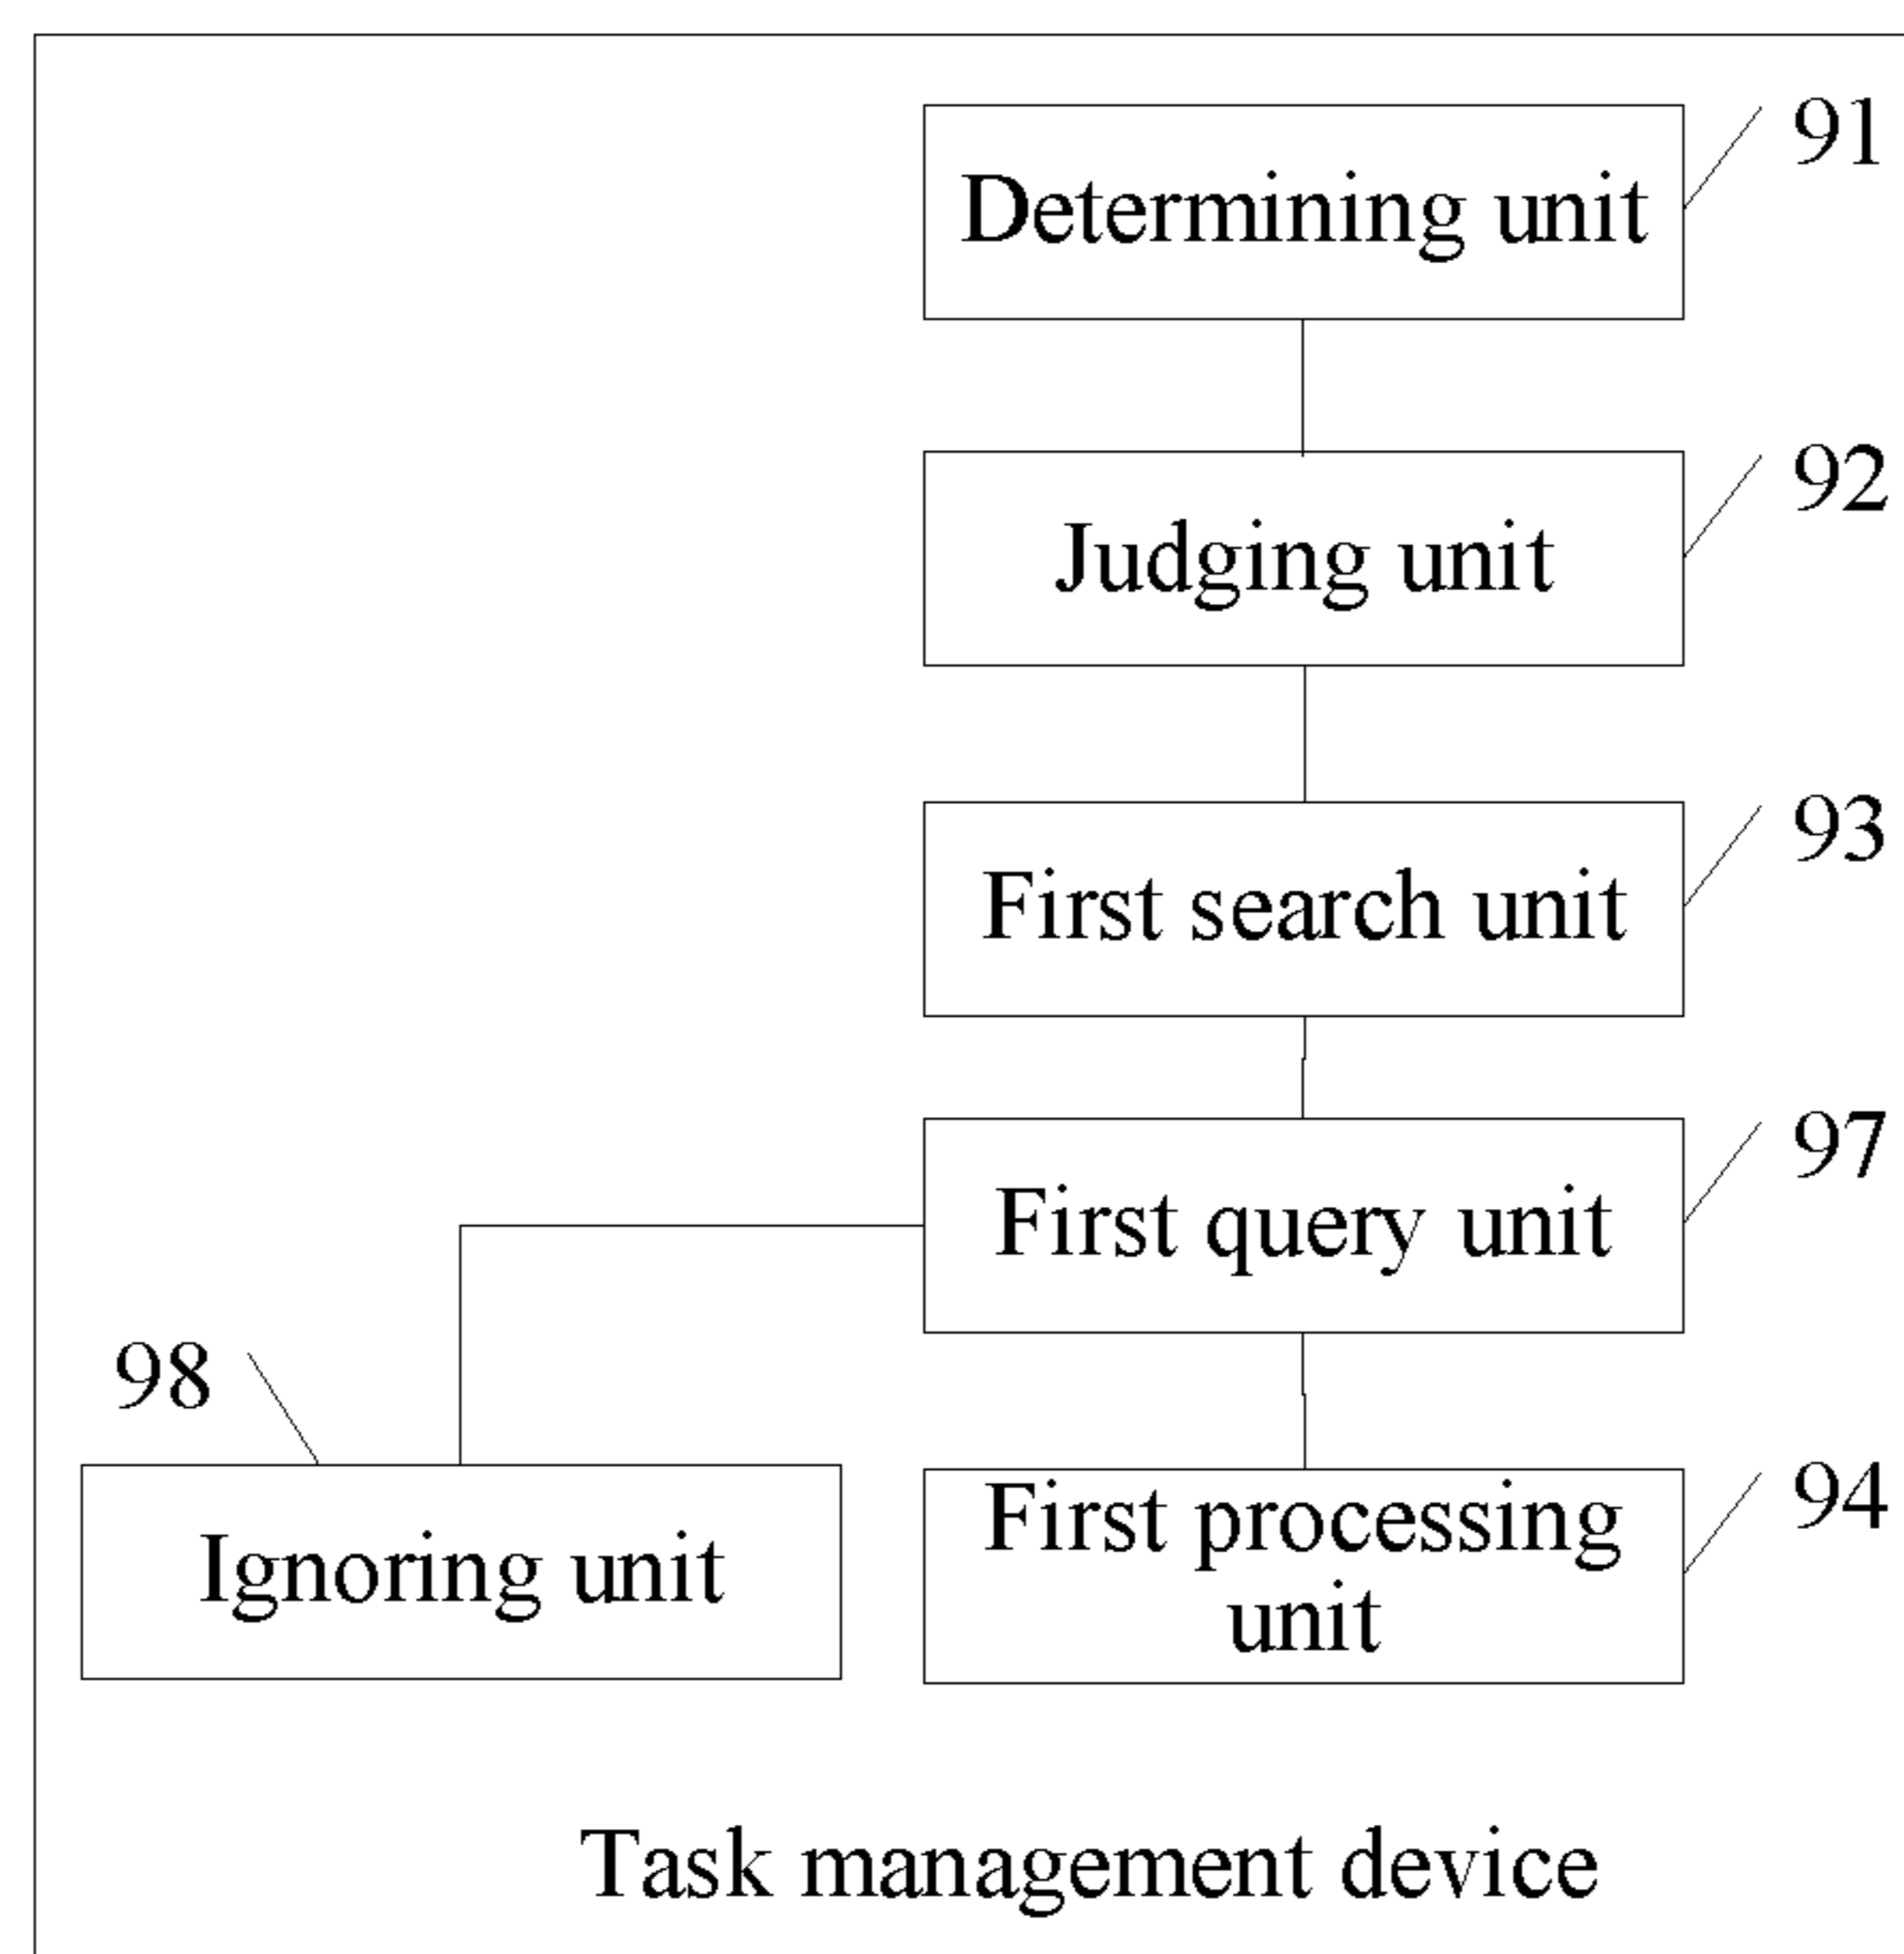 91
Determining unit
92
Judging unit
93
First search unit
97
First query unit
98
Ignoring unit
94
First processing
unit
Task management device